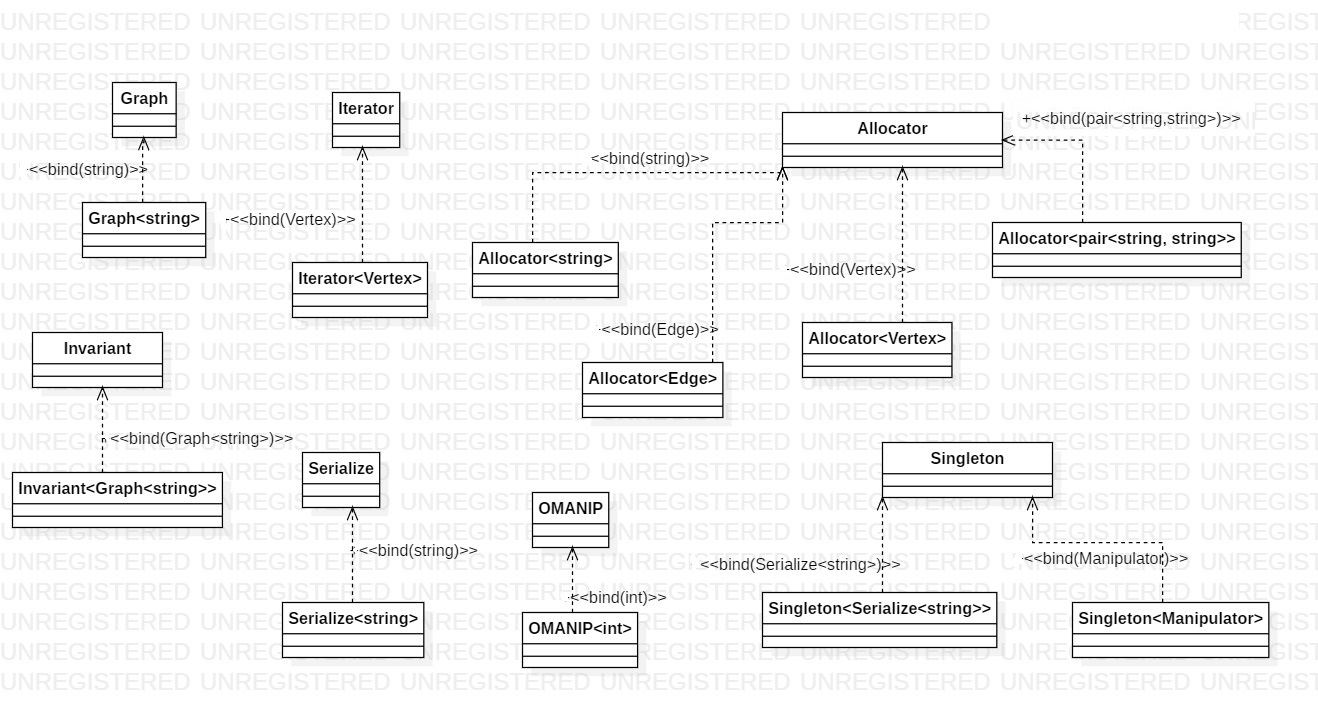 Graph
<<bind(string)>>
Graph<string>
Iterator
<<bind(Vertex)>>
Iterator<Vertex>
Allocator
+<<bind(pair<string,string>)>>
<<bind(string)>>
Allocator<string>
Allocator<pair<string, string>>
<<bind(Vertex)>>
<<bind(Edge)>>
Allocator<Vertex>
Allocator<Edge>
Invariant
<<bind(Graph<string>)>>
Invariant<Graph<string>>
Serialize
<<bind(string)>>
Serialize<string>
OMANIP
<<bind(int)>>
OMANIP<int>
Singleton
<<bind(Serialize<string>)>>
<<bind(Manipulator)>>
Singleton<Serialize<string>>
Singleton<Manipulator>
UNREGISTERED